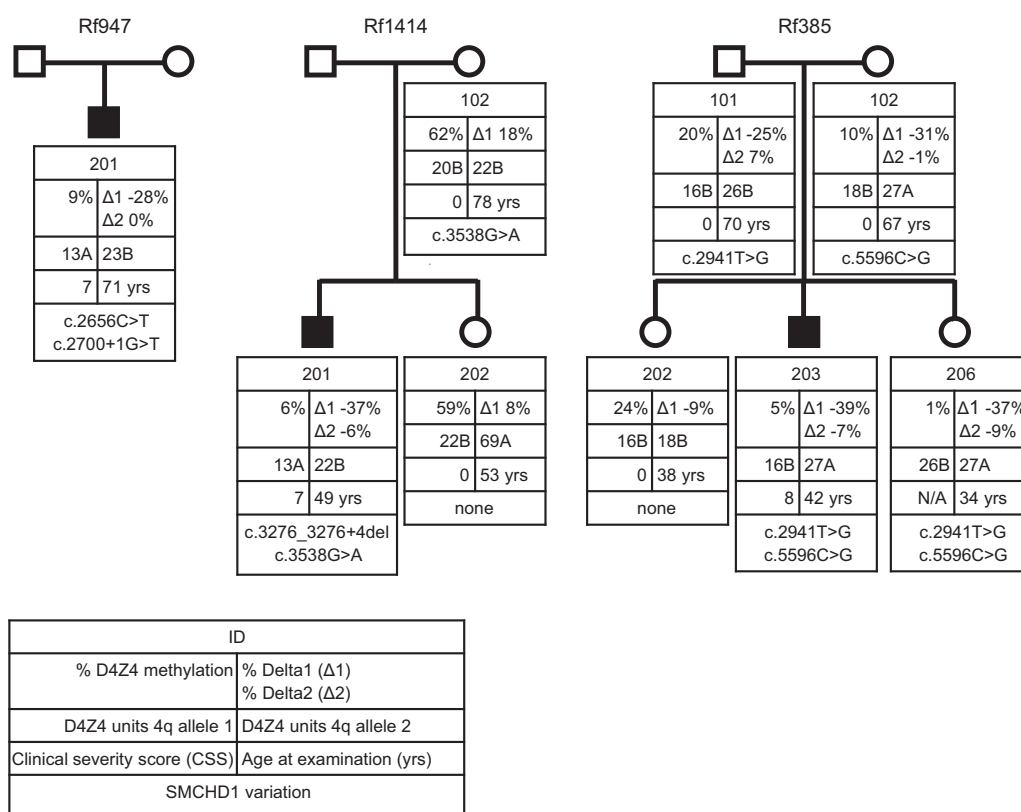 Rf947
Rf1414
Rf385
201
9% Δ1 -28%
Δ2 0%
13A 23B
7 71 yrs
c.2656C>T
c.2700+1G>T
102
62% Δ1 18%
20B 22B
0 78 yrs
c.3538G>A
201
6% Δ1 -37%
Δ2 -6%
13A 22B
7 49 yrs
c.3276_3276+4del
c.3538G>A
202
59% Δ1 8%
22B 69A
0 53 yrs
none
101
20% Δ1 -25%
Δ2 7%
16B 26B
0 70 yrs
c.2941T>G
102
10% Δ1 -31%
Δ2 -1%
18B 27A
0 67 yrs
c.5596C>G
202
24% Δ1 -9%
16B 18B
0 38 yrs
none
203
5% Δ1 -39%
Δ2 -7%
16B 27A
8 42 yrs
c.2941T>G
c.5596C>G
206
1% Δ1 -37%
Δ2 -9%
26B 27A
N/A 34 yrs
c.2941T>G
c.5596C>G
ID
% D4Z4 methylation % Delta1 (Δ1)
% Delta2 (Δ2)
D4Z4 units 4q allele 1 D4Z4 units 4q allele 2
Clinical severity score (CSS) Age at examination (yrs)
SMCHD1 variation